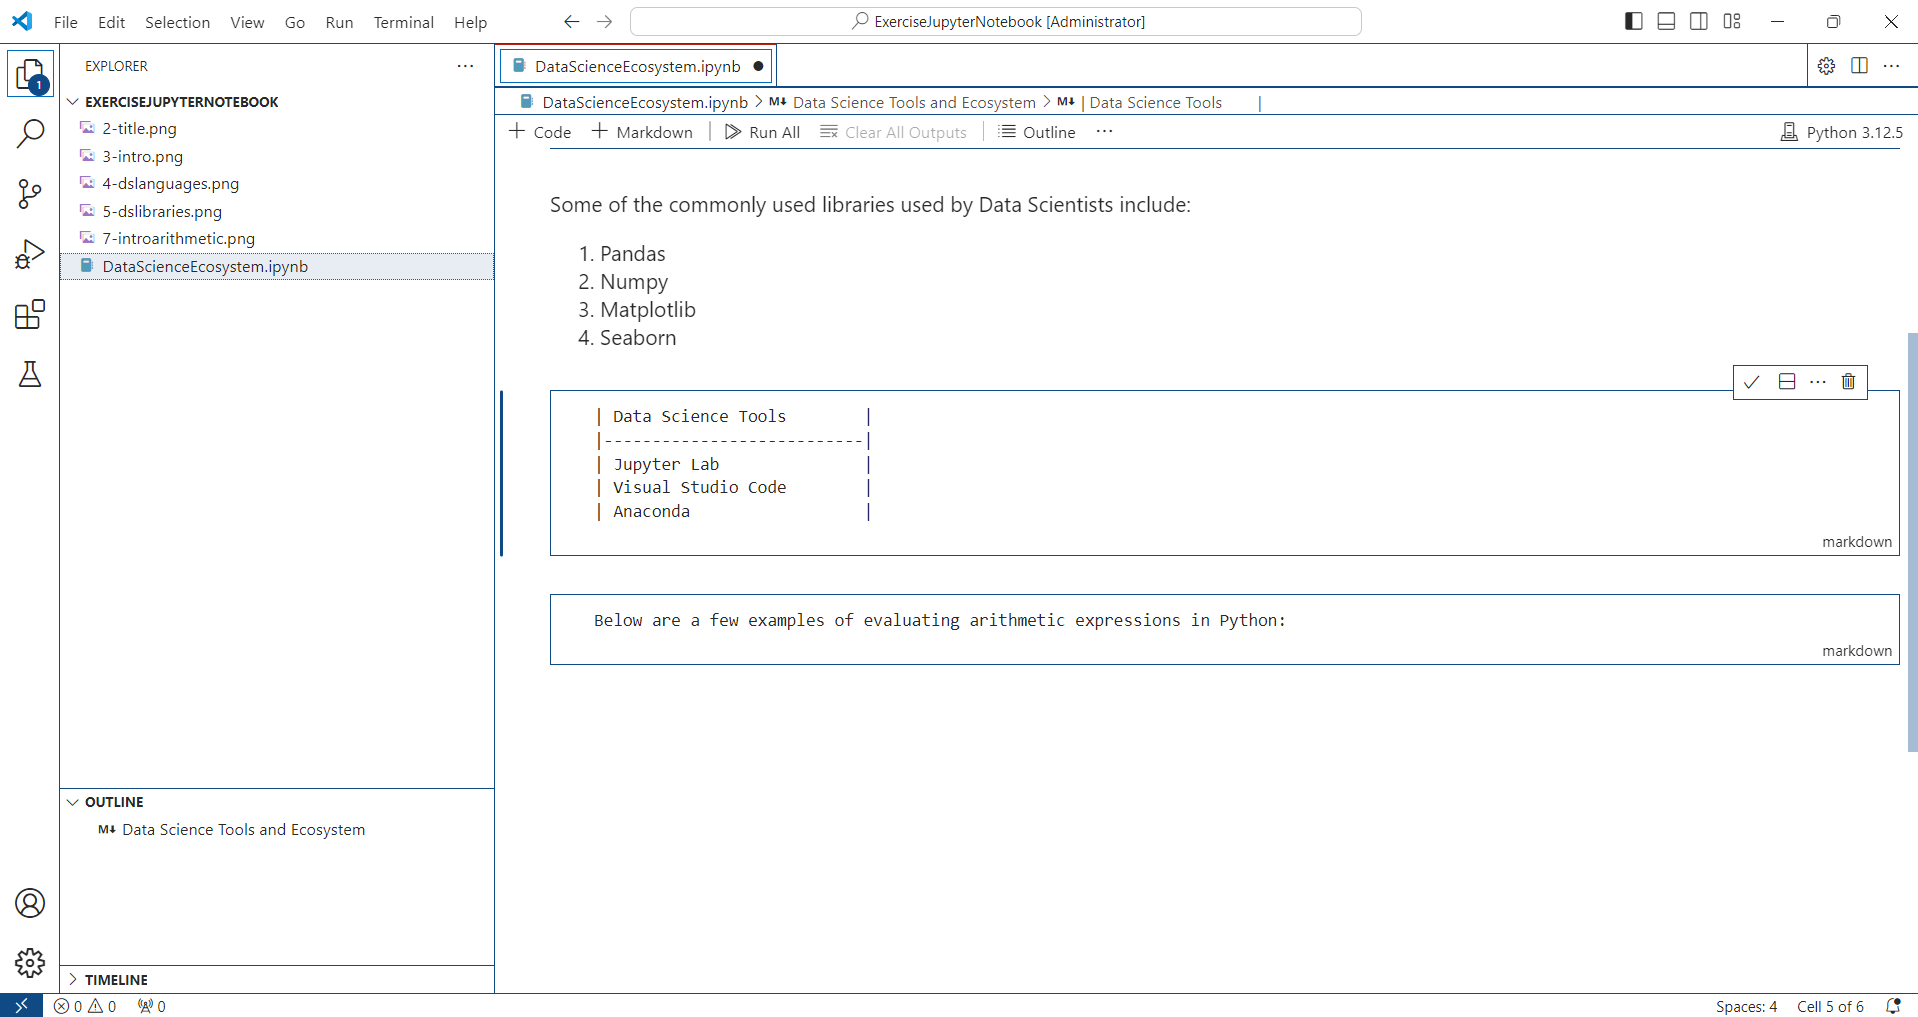 File Edit Selection View Go Run Terminal Help
ExerciseJupyterNotebook [Administrator]
1
EXPLORER
EXERCISEJUPYTERNOTEBOOK
2-title.png
3-intro.png
4-dslanguages.png
5-dslibraries.png
7-introarithmetic.png
DataScienceEcosystem.ipynb
OUTLINE
M Data Science Tools and Ecosystem
TIMELINE
DataScienceEcosystem.ipynb
DataScienceEcosystem.ipynb > M Data Science Tools and Ecosystem > M | Data Science Tools |
+ Code + Markdown | Run All Clear All Outputs | Outline ...
Python 3.12.5
Some of the commonly used libraries used by Data Scientists include:
1. Pandas
2. Numpy
3. Matplotlib
4. Seaborn
| Data Science Tools |
|---------------------------|
| Jupyter Lab |
| Visual Studio Code |
| Anaconda |
markdown
Below are a few examples of evaluating arithmetic expressions in Python:
markdown
0 0 0
Spaces: 4 Cell 5 of 6